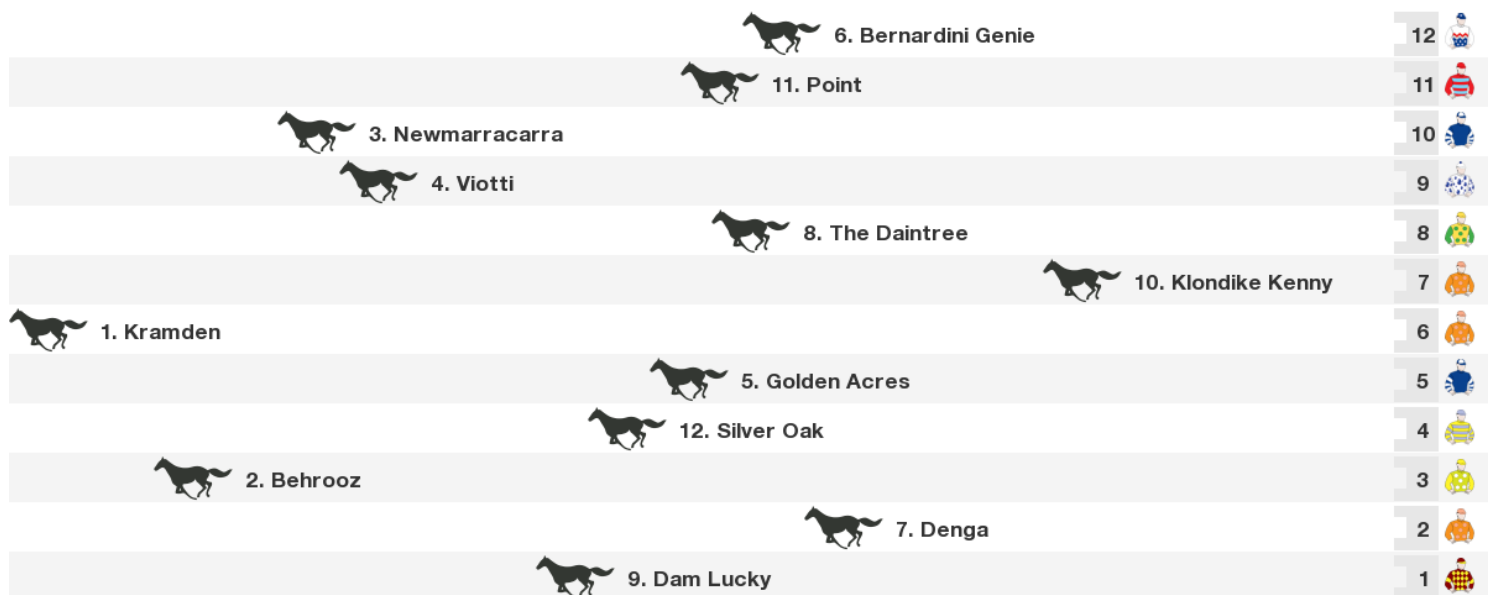 6. Bernardini Genie 12
11. Point 11
3. Newmarracarra 10
4. Viotti 9
8. The Daintree 8
10. Klondike Kenny 7
1. Kramden 6
5. Golden Acres 5
12. Silver Oak 4
2. Behrooz 3
7. Denga 2
9. Dam Lucky 1